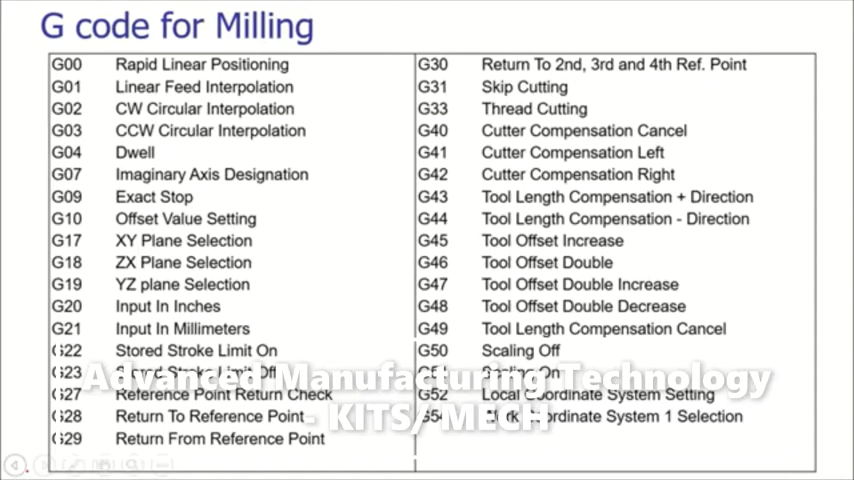 G code for Milling
G00 Rapid Linear Positioning
G01 Linear Feed Interpolation
G02 CW Circular Interpolation
G03 CCW Circular Interpolation
G04 Dwell
G07 Imaginary Axis Designation
G09 Exact Stop
G10 Offset Value Setting
G17 XY Plane Selection
G18 ZX Plane Selection
G19 YZ plane Selection
G20 Input In Inches
G21 Input In Millimeters
G22 Stored Stroke Limit On
G23 Stored Stroke Limit Off
G27 Reference Point Return Check
G28 Return To Reference Point
G29 Return From Reference Point
G30 Return To 2nd, 3rd and 4th Ref. Point
G31 Skip Cutting
G33 Thread Cutting
G40 Cutter Compensation Cancel
G41 Cutter Compensation Left
G42 Cutter Compensation Right
G43 Tool Length Compensation + Direction
G44 Tool Length Compensation - Direction
G45 Tool Offset Increase
G46 Tool Offset Double
G47 Tool Offset Double Increase
G48 Tool Offset Double Decrease
G49 Tool Length Compensation Cancel
G50 Scaling Off
Scaling On
G52 Local Coordinate System Setting
G54 Work Coordinate System 1 Selection
Advanced Manufacturing Technology
- KITS/MECH